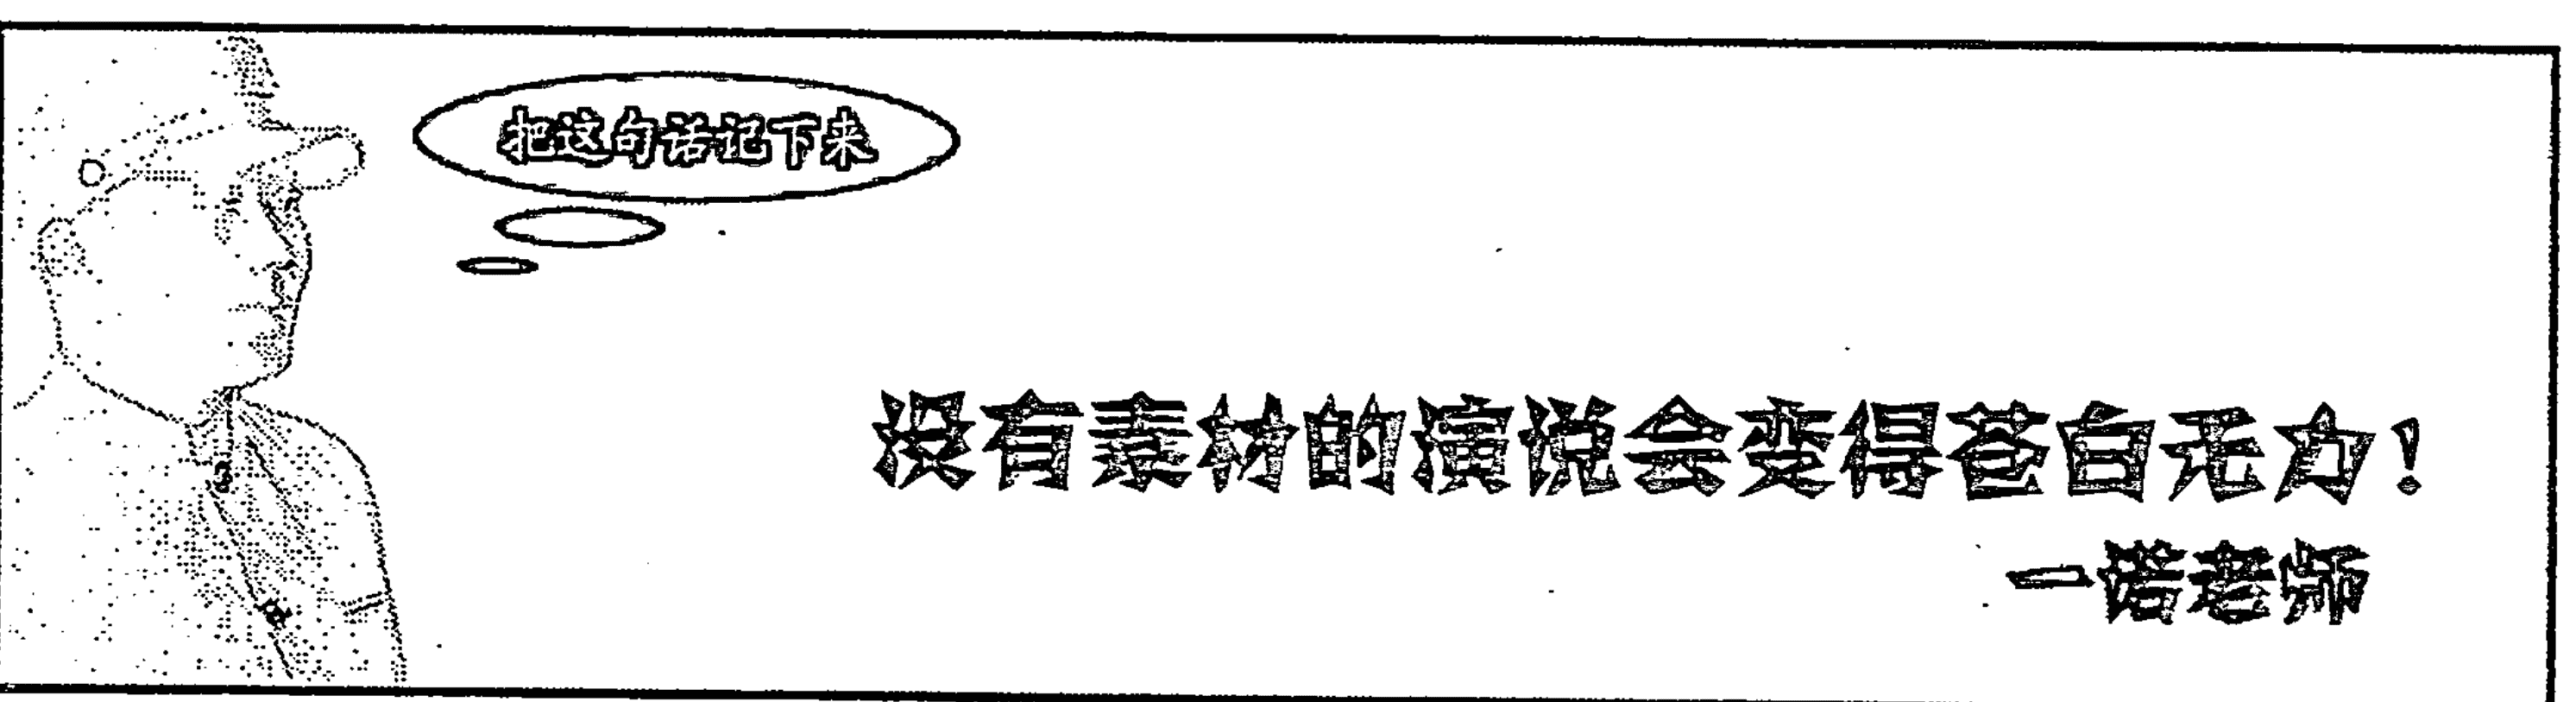 把这句话记下来
没有素材的演说会变得苍白无力！
一诺老师